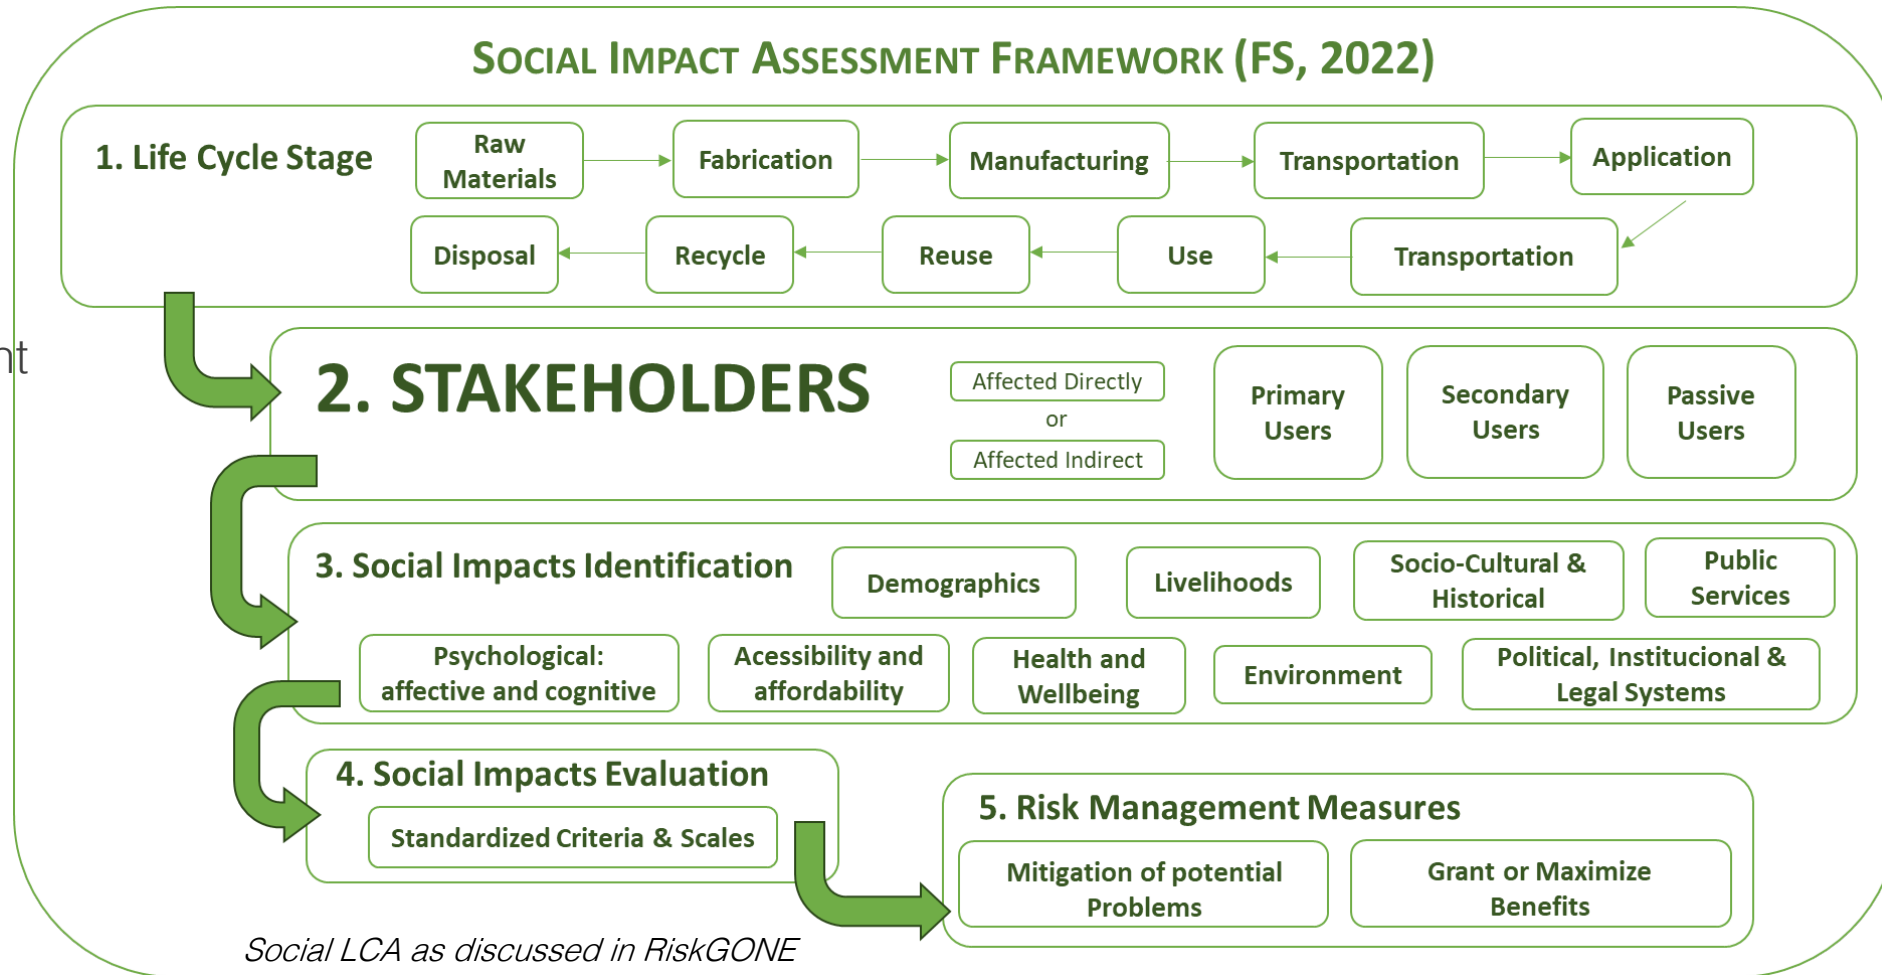 SOCIAL IMPACT ASSESSMENT FRAMEWORK (FS, 2022)
1. Life Cycle Stage
Raw
Materials
Fabrication
Manufacturing
Transportation
Application
Disposal
Recycle
Reuse
Use
Transportation
nt
2. STAKEHOLDERS
Affected Directly
or
Affected Indirect
Primary
Users
Secondary
Users
Passive
Users
3. Social Impacts Identification
Demographics
Livelihoods
Socio-Cultural &
Historical
Public
Services
Psychological:
affective and cognitive
Acessibility and
affordability
Health and
Wellbeing
Environment
Political, Institucional &
Legal Systems
4. Social Impacts Evaluation
Standardized Criteria & Scales
5. Risk Management Measures
Mitigation of potential
Problems
Grant or Maximize
Benefits
Social LCA as discussed in RiskGONE